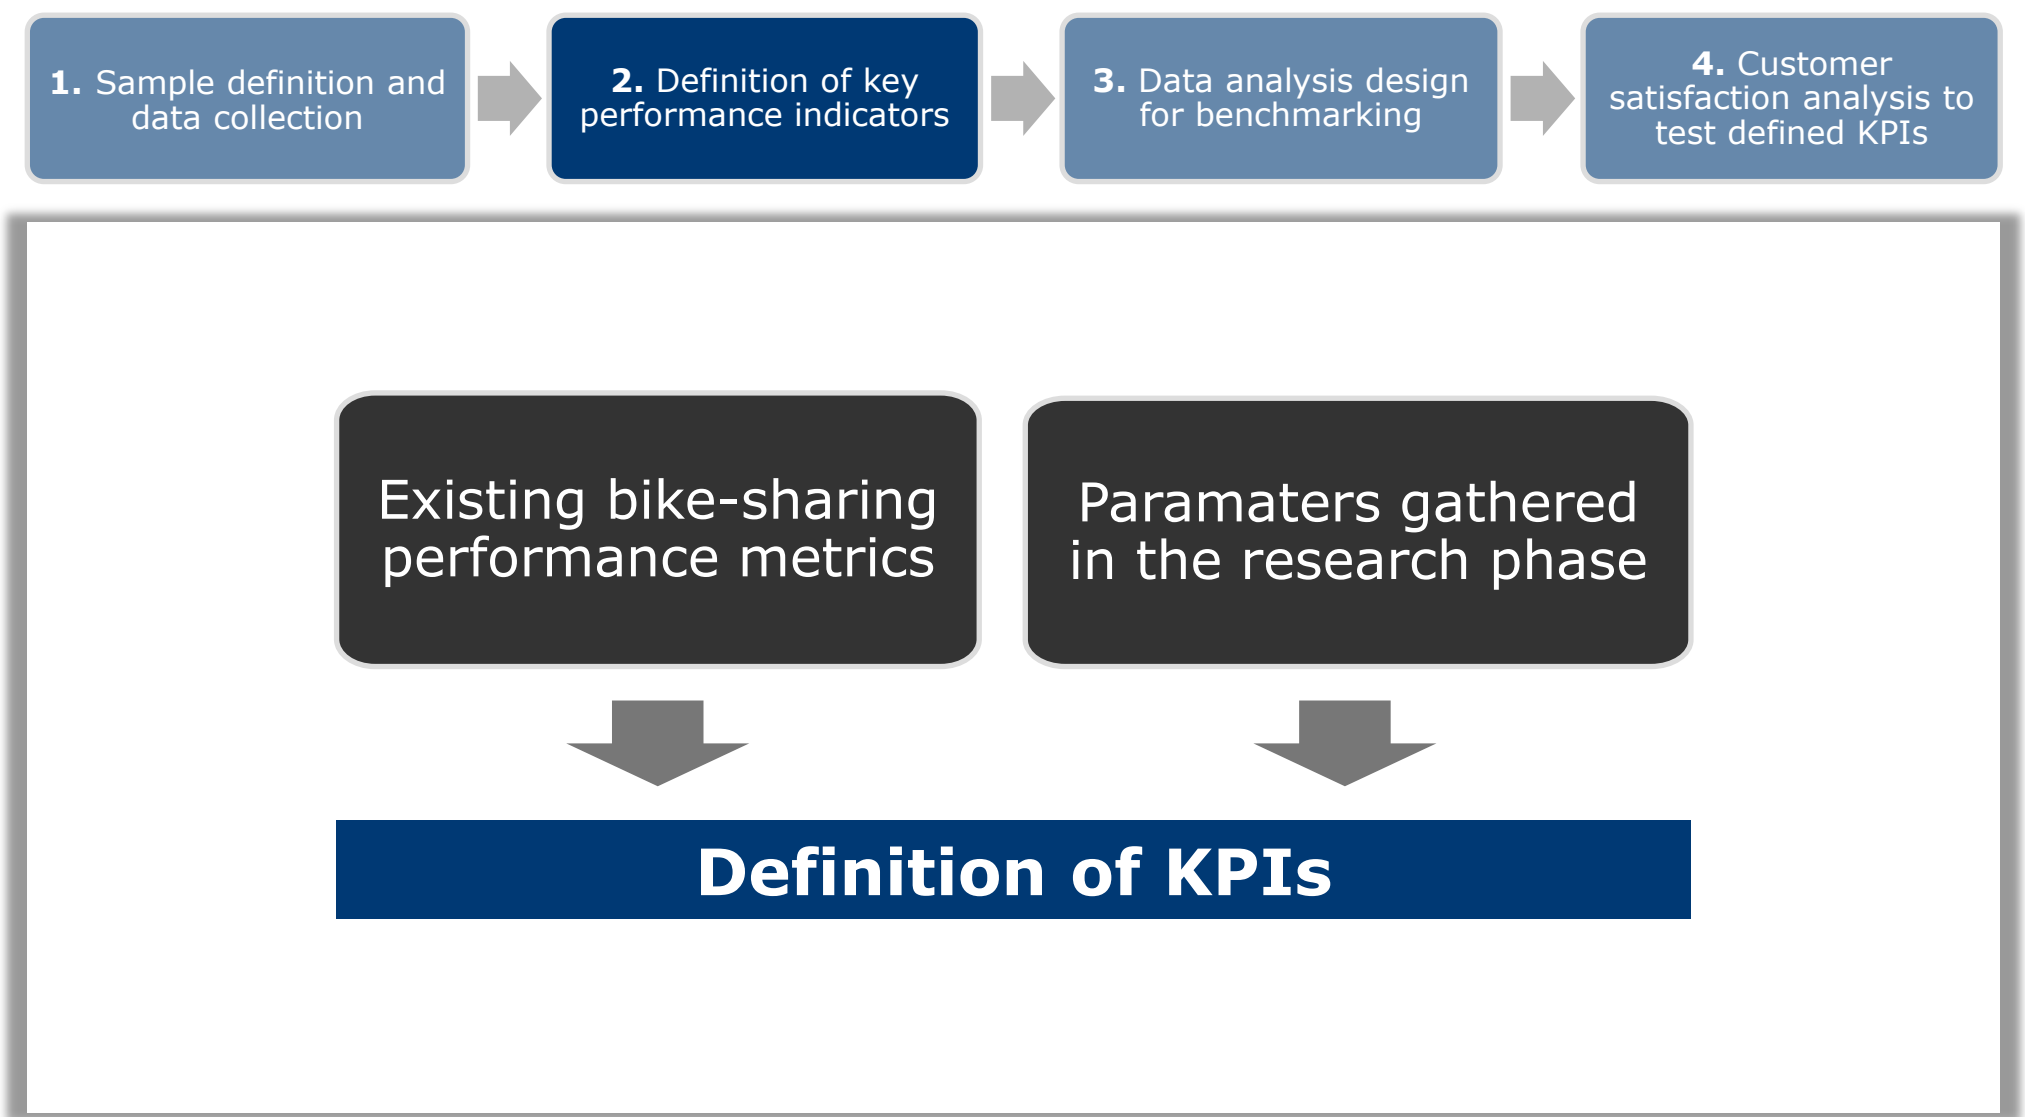 1. Sample definition and
data collection
2. Definition of key
performance indicators
3. Data analysis design
for benchmarking
4. Customer
satisfaction analysis to
test defined KPIs
Existing bike-sharing
performance metrics
Paramaters gathered
in the research phase
Definition of KPIs